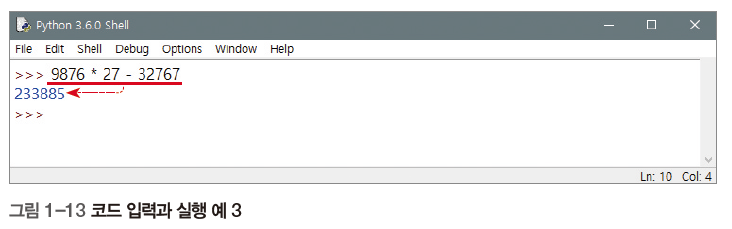 Python 3.6.0 Shell
File Edit Shell Debug Options Window Help
>>> 9876 * 27 - 32767
233885
>>>
Ln: 10 Col: 4
그림 1-13 코드 입력과 실행 예 3